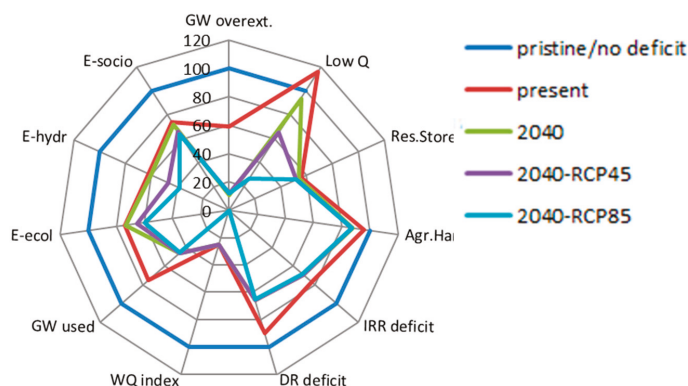 GW overext.
120
100
80
60
40
20
0
Low Q
Res.Store
Agr.Har
IRR deficit
DR deficit
WQ index
GW used
E-ecol
E-hydr
E-socio
pristine/no deficit
present
2040
2040-RCP45
2040-RCP85